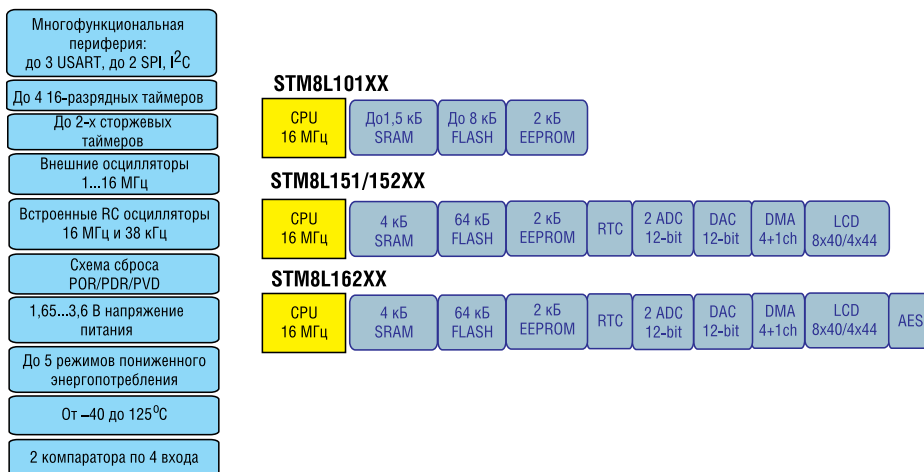 Многофункциональная
периферия:
до 3 USART, до 2 SPI, I²C
До 4 16-разрядных таймеров
До 2-х сторжевых
таймеров
Внешние осцилляторы
1...16 МГц
Встроенные RC осцилляторы
16 МГц и 38 кГц
Схема сброса
POR/PDR/PVD
1,65...3,6 В напряжение
питания
До 5 режимов пониженного
энергопотребления
От –40 до 125⁰C
2 компаратора по 4 входа
STM8L101XX
CPU
16 МГц
До1,5 кБ
SRAM
До 8 кБ
FLASH
2 кБ
EEPROM
STM8L151/152XX
CPU
16 МГц
4 кБ
SRAM
64 кБ
FLASH
2 кБ
EEPROM
RTC
2 ADC
12-bit
DAC
12-bit
DMA
4+1ch
LCD
8x40/4x44
STM8L162XX
CPU
16 МГц
4 кБ
SRAM
64 кБ
FLASH
2 кБ
EEPROM
RTC
2 ADC
12-bit
DAC
12-bit
DMA
4+1ch
LCD
8x40/4x44
AES